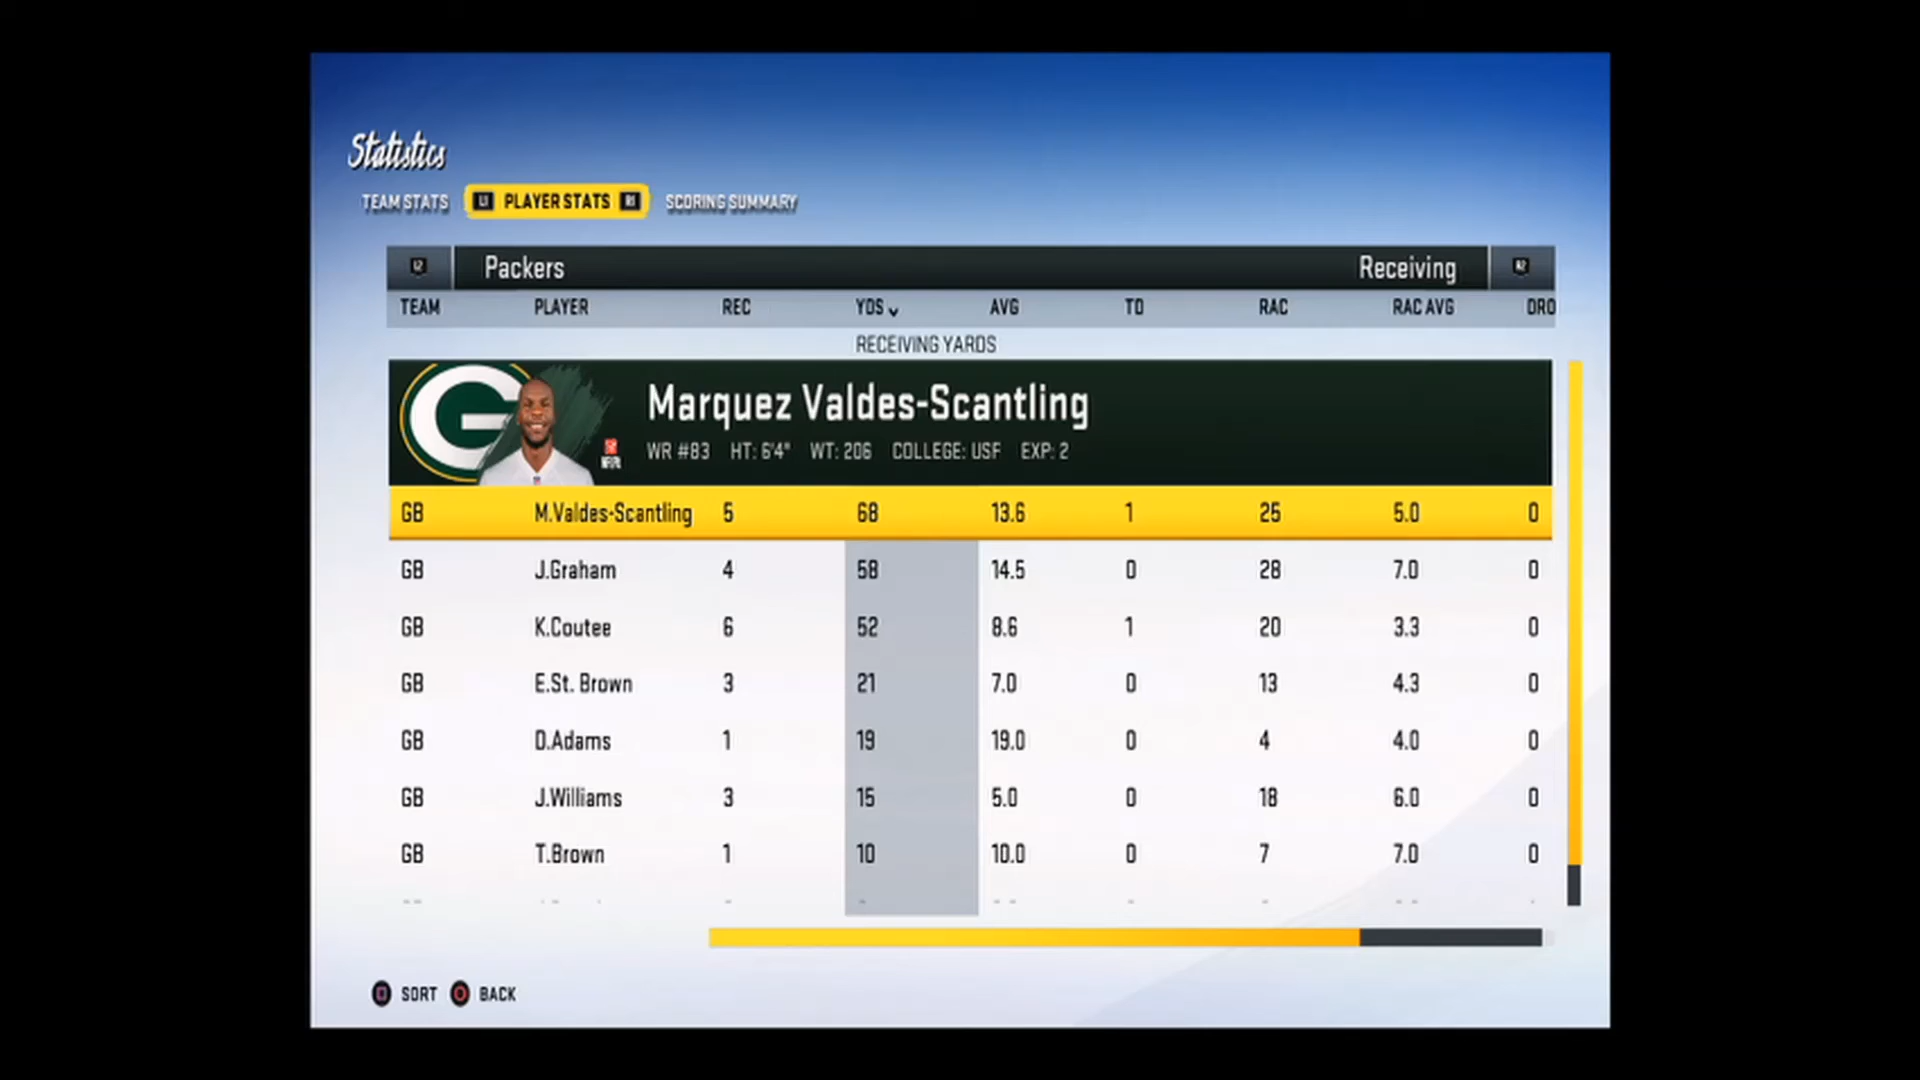 Statistics
TEAM STATS L1 PLAYER STATS R1 SCORING SUMMARY
L2 Packers Receiving R2
TEAM PLAYER REC YDS AVG TD RAC RAC AVG DRO
RECEIVING YARDS
Marquez Valdes-Scantling
WR #83 HT: 6'4" WT: 206 COLLEGE: USF EXP: 2
GB M.Valdes-Scantling 5 68 13.6 1 25 5.0 0
GB J.Graham 4 58 14.5 0 28 7.0 0
GB K.Coutee 6 52 8.6 1 20 3.3 0
GB E.St. Brown 3 21 7.0 0 13 4.3 0
GB D.Adams 1 19 19.0 0 4 4.0 0
GB J.Williams 3 15 5.0 0 18 6.0 0
GB T.Brown 1 10 10.0 0 7 7.0 0
SORT BACK